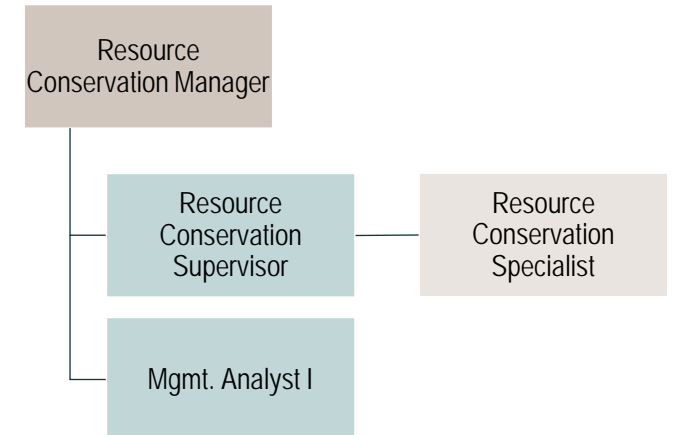 Resource
Conservation Manager
Resource
Conservation
Supervisor
Resource
Conservation
Specialist
Mgmt. Analyst I